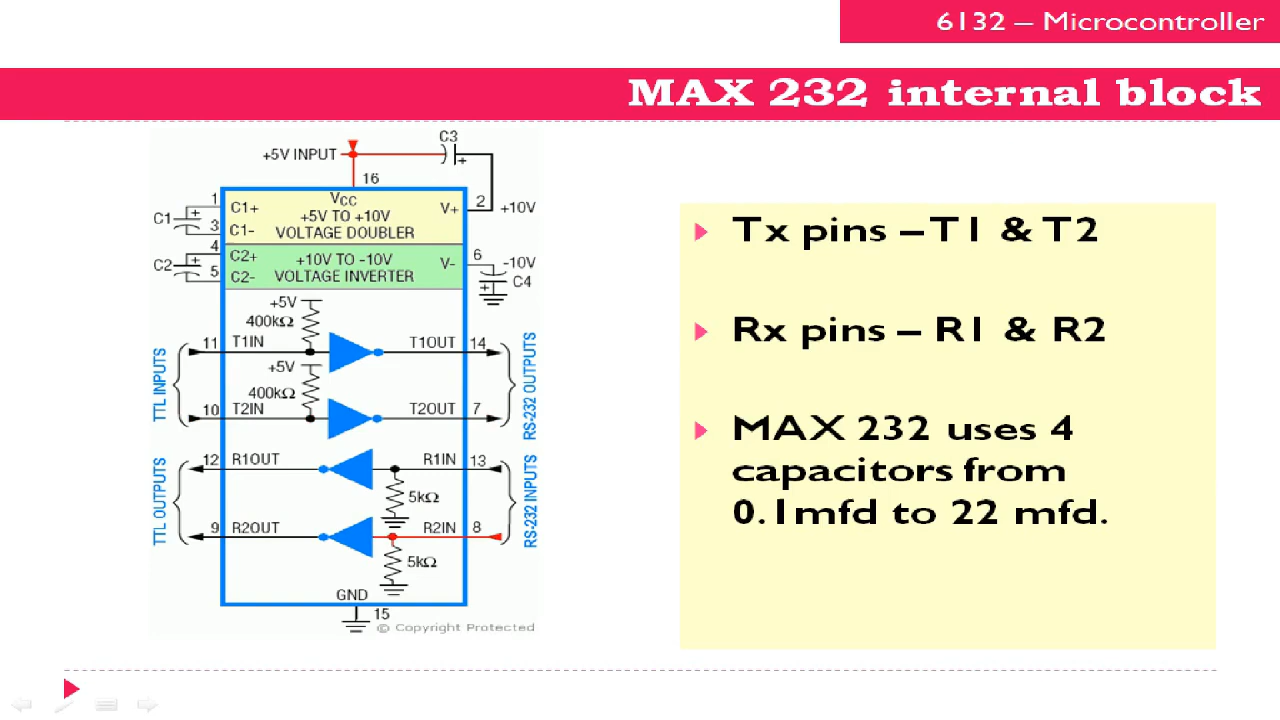 6132 – Microcontroller
MAX 232 internal block
C3
+5V INPUT
+
16
1
VCC
2
C1
+
C1+
+5V TO +10V
V+
+10V
3
C1-
VOLTAGE DOUBLER
4
C2
+
C2+
+10V TO -10V
6
-10V
5
C2-
VOLTAGE INVERTER
V-
+
C4
+5V
400kΩ
11
T1IN
T1OUT
14
+5V
400kΩ
10
T2IN
T2OUT
7
TTL INPUTS
RS-232 OUTPUTS
12
R1OUT
R1IN
13
5kΩ
9
R2OUT
R2IN
8
5kΩ
TTL OUTPUTS
RS-232 INPUTS
GND
15
© Copyright Protected
Tx pins – T1 & T2
Rx pins – R1 & R2
MAX 232 uses 4
capacitors from
0.1mfd to 22 mfd.